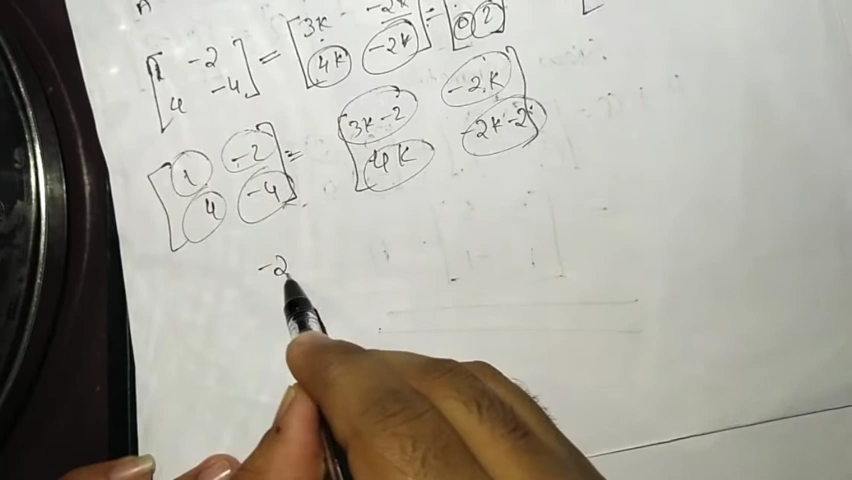 A
[1 -2 4 -4] = [3K -2K 4K -2K] - [ 0 2]
[1 -2 4 -4] = [3K-2 -2K 4K -2K-2]
-2